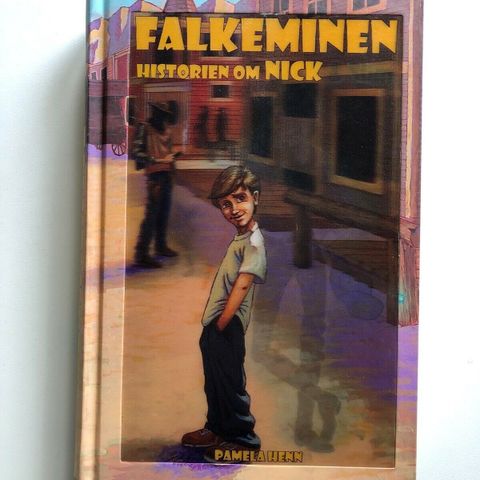 FALKEMINEN
HISTORIEN OM NICK
PAMELA HENN